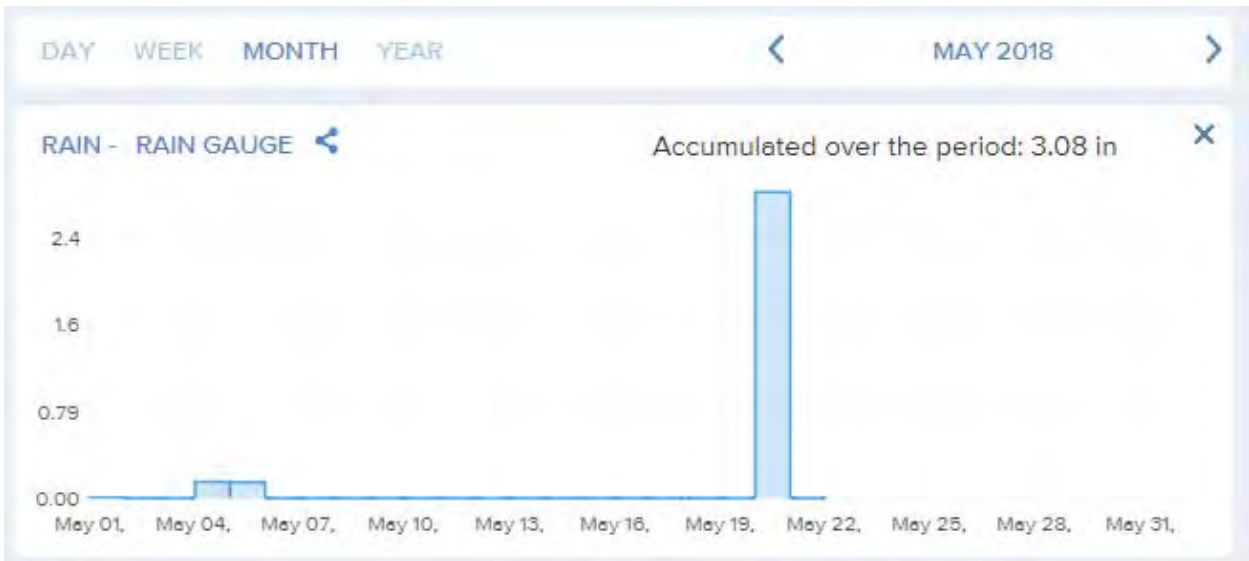 DAY WEEK MONTH YEAR MAY 2018
RAIN - RAIN GAUGE Accumulated over the period: 3.08 in
2.4
1.6
0.79
0.00
May 01, May 04, May 07, May 10, May 13, May 16, May 19, May 22, May 25, May 28, May 31,